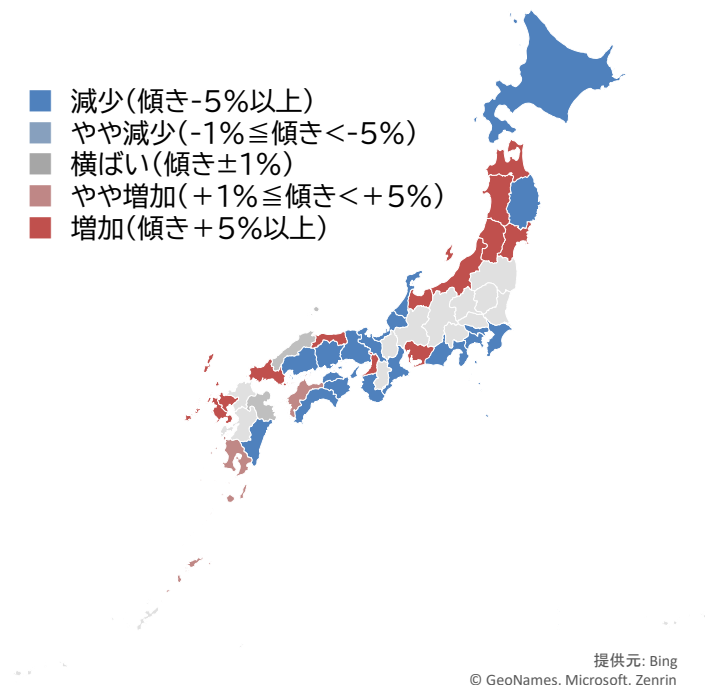 減少(傾き-5%以上)
やや減少(-1%≦傾き<-5%)
横ばい(傾き±1%)
やや増加(+1%≦傾き<+5%)
増加(傾き+5%以上)
提供元: Bing
© GeoNames, Microsoft, Zenrin